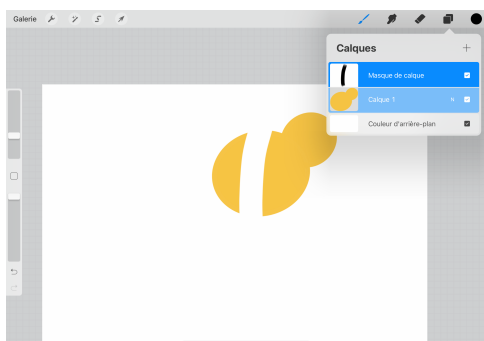 Galerie
Calques
Masque de calque
Calque 1
N
Couleur d'arrière-plan